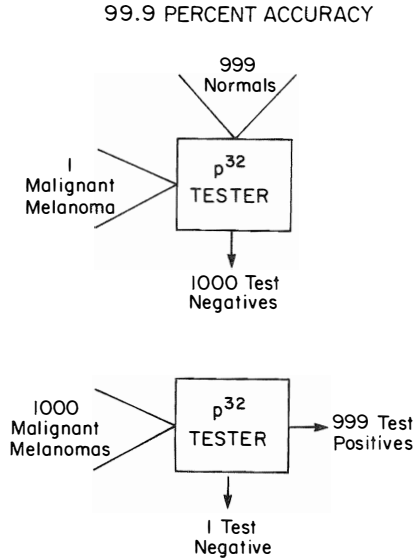 99.9 PERCENT ACCURACY
999
Normals
1
Malignant
Melanoma
p32
TESTER
1000 Test
Negatives
1000
Malignant
Melanomas
p32
TESTER
999 Test
Positives
1 Test
Negative